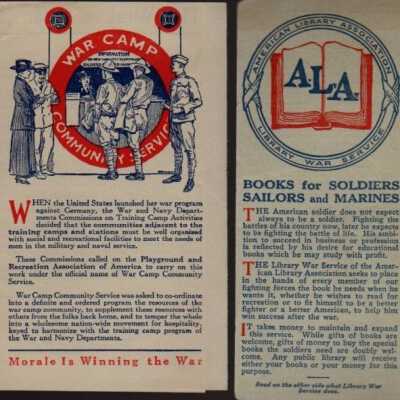 WAR CAMP
INFORMATION
COMMUNITY SERVICE
WHEN the United States launched her war program
against Germany, the War and Navy Depart-
ments Commissions on Training Camp Activities
decided that the communities adjacent to the
training camps and stations must be well organized
with social and recreational facilities to meet the needs of
men in the military and naval service.
These Commissions called on the Playground and
Recreation Association of America to carry on this
work under the official name of War Camp Community
Service.
War Camp Community Service was asked to co-ordinate
into a definite and ordered program the resources of the
war camp community, to supplement these resources with
others from the folks back home, and to temper the whole
into a wholesome nation-wide movement for hospitality,
keyed to harmonize with the training camp program of
the War and Navy Departments.
Morale Is Winning the War
AMERICAN LIBRARY ASSOCIATION
A.L.A.
LIBRARY WAR SERVICE
BOOKS for SOLDIERS
SAILORS and MARINES
THE American soldier does not expect
always to be a soldier. Fighting the
battles of his country now, later he expects
to be fighting the battle of life. His ambi-
tion to succeed in business or profession
is reflected by his desire for educational
books which he may study with profit.
THE Library War Service of the Amer-
ican Library Association seeks to place
in the hands of every member of our
fighting forces the book he needs when he
wants it, whether he wishes to read for
recreation or to fit himself to be a better
fighter or a better American, to help him
win success after the war.
IT takes money to maintain and expand
this service. While gifts of books are
welcome, gifts of money to buy the special
books the soldiers need are doubly wel-
come. Any public library will receive
either your books or your money for this
purpose.
Read on the other side what Library War
Service does.